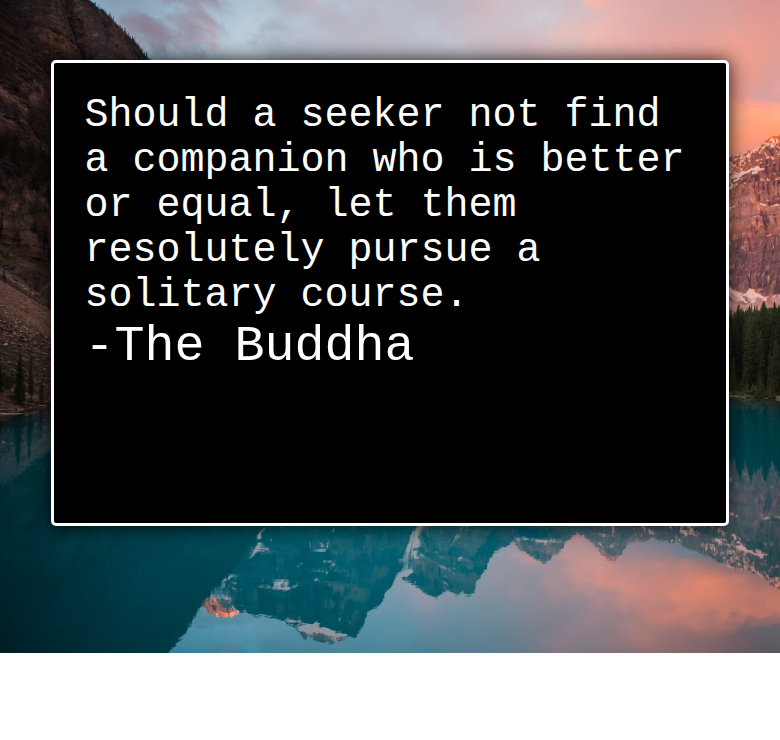 Should a seeker not find
a companion who is better
or equal, let them
resolutely pursue a
solitary course.
-The Buddha